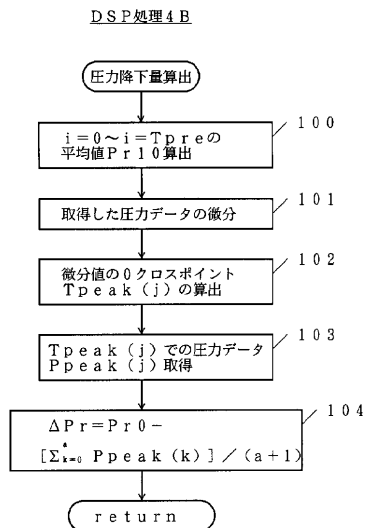 DSP処理4B
圧力降下量算出
100
i=0~i=Tpreの
平均値Pr10算出
101
取得した圧力データの微分
102
微分値の0クロスポイント
Tpeak(j)の算出
103
Tpeak(j)での圧力データ
Ppeak(j)取得
104
ΔPr=Pr0-
[Σ^a_{k=0} Ppeak(k)]/(a+1)
return